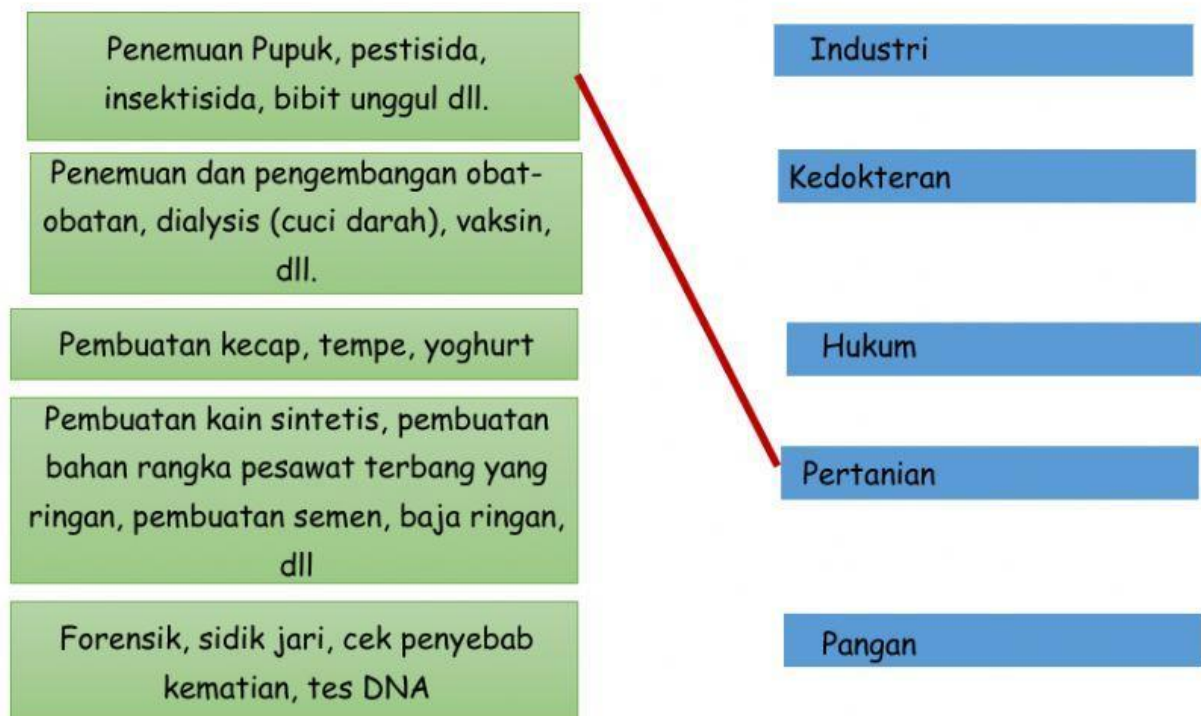 Penemuan Pupuk, pestisida,
insektisida, bibit unggul dll.
Penemuan dan pengembangan obat-
obatan, dialysis (cuci darah), vaksin,
dll.
Pembuatan kecap, tempe, yoghurt
Pembuatan kain sintetis, pembuatan
bahan rangka pesawat terbang yang
ringan, pembuatan semen, baja ringan,
dll
Forensik, sidik jari, cek penyebab
kematian, tes DNA
Industri
Kedokteran
Hukum
Pertanian
Pangan